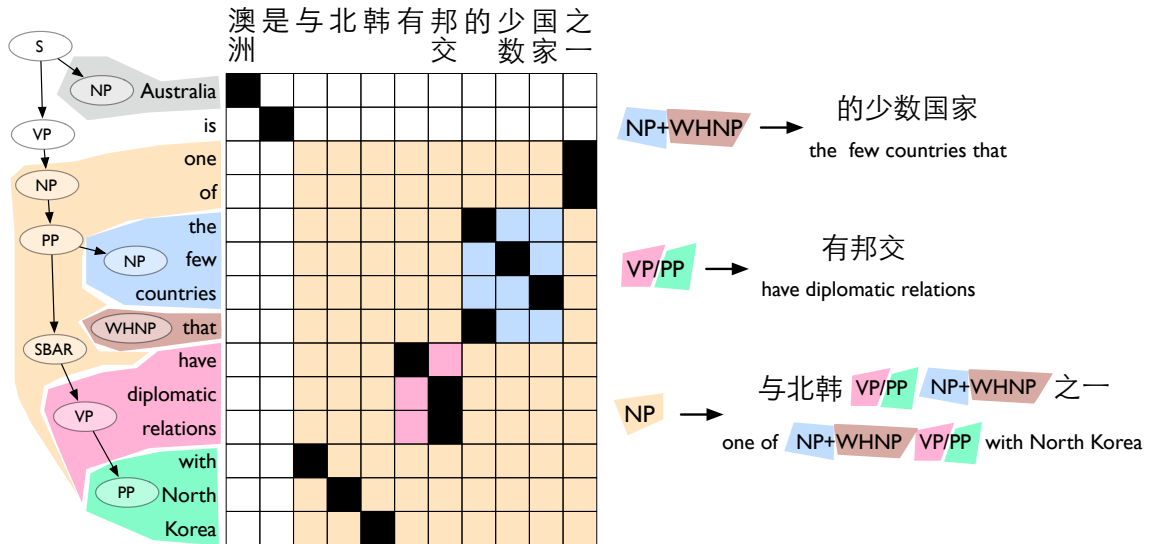 澳洲 是 与 北 韩 有 邦交 的 少数 国家 之一
S
NP Australia
is
VP
one
NP
of
the
PP
NP few
countries
WHNP that
SBAR
have
diplomatic
VP
relations
with
PP North
Korea
NP+WHNP 的少数国家
the few countries that
VP/PP 有邦交
have diplomatic relations
NP 与北韩 VP/PP NP+WHNP 之一
one of NP+WHNP VP/PP with North Korea